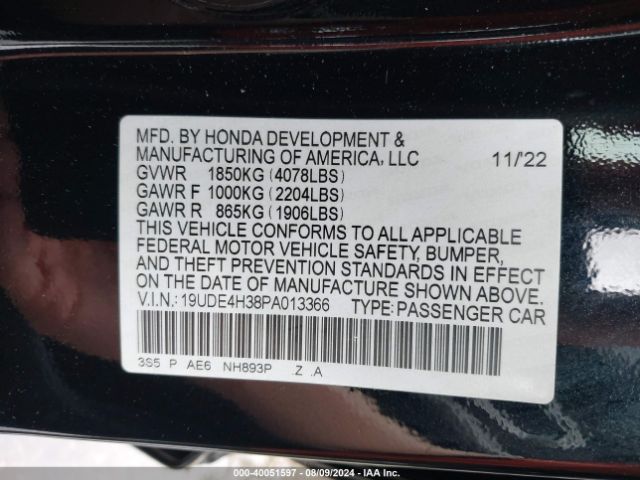 MFD. BY HONDA DEVELOPMENT &
MANUFACTURING OF AMERICA, LLC 11/'22
GVWR 1850KG (4078LBS)
GAWR F 1000KG (2204LBS)
GAWR R 865KG (1906LBS)
THIS VEHICLE CONFORMS TO ALL APPLICABLE
FEDERAL MOTOR VEHICLE SAFETY, BUMPER,
AND THEFT PREVENTION STANDARDS IN EFFECT
ON THE DATE OF MANUFACTURE SHOWN ABOVE.
V.I.N.: 19UDE4H38PA013366 TYPE: PASSENGER CAR
3S5 P AE6 NH893P .Z .A
000-40051597 - 08/09/2024 - IAA Inc.